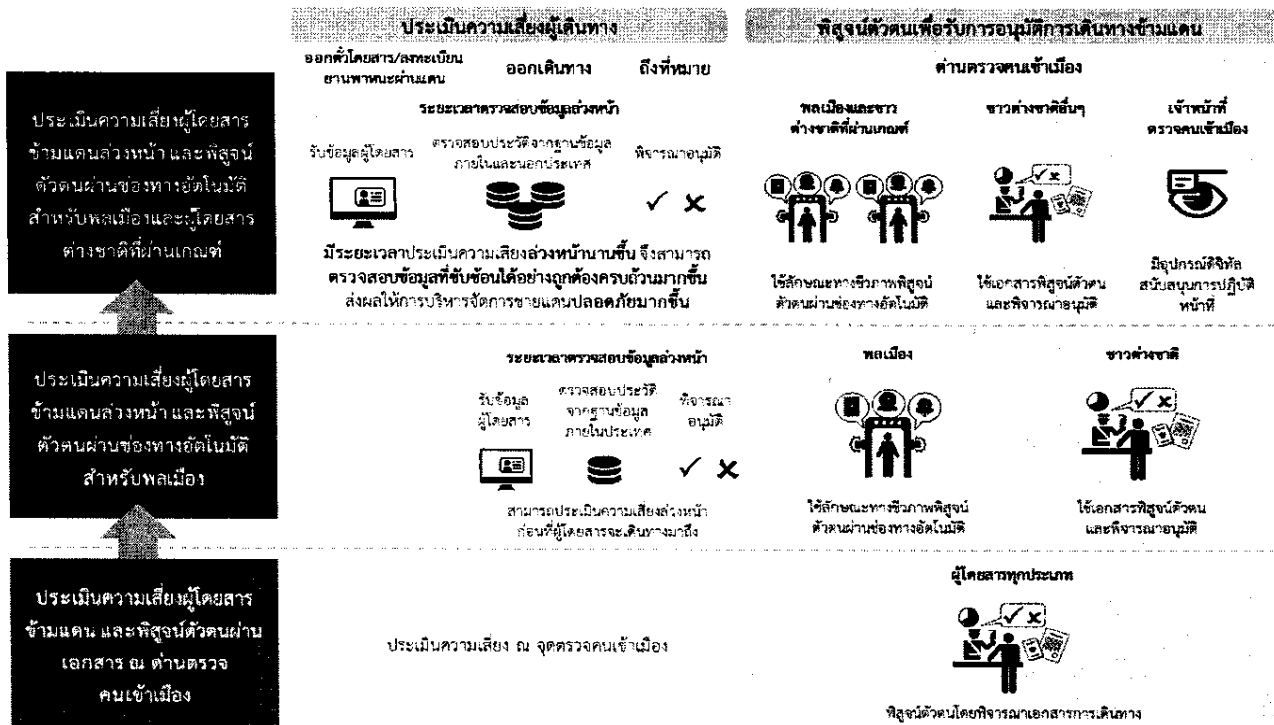 ประเมินความเสี่ยงผู้เดินทาง
พิสูจน์ตัวตนเพื่อรับการอนุมัติการเดินทางข้ามแดน
ออกตั๋วโดยสาร/ลงทะเบียน
ยานพาหนะผ่านแดน
ออกเดินทาง
ถึงที่หมาย
ด่านตรวจคนเข้าเมือง
ประเมินความเสี่ยงผู้โดยสาร
ข้ามแดนล่วงหน้า และพิสูจน์
ตัวตนผ่านช่องทางอัตโนมัติ
สำหรับพลเมืองและผู้โดยสาร
ต่างชาติที่ผ่านเกณฑ์
ระยะเวลาตรวจสอบข้อมูลล่วงหน้า
รับข้อมูลผู้โดยสาร
ตรวจสอบประวัติจากฐานข้อมูล
ภายในและนอกประเทศ
พิจารณาอนุมัติ
มีระยะเวลาประเมินความเสี่ยงล่วงหน้านานขึ้น จึงสามารถ
ตรวจสอบข้อมูลที่ซับซ้อนได้อย่างถูกต้องครบถ้วนมากขึ้น
ส่งผลให้การบริหารจัดการชายแดนปลอดภัยมากขึ้น
พลเมืองและชาว
ต่างชาติที่ผ่านเกณฑ์
ใช้ลักษณะทางชีวภาพพิสูจน์
ตัวตนผ่านช่องทางอัตโนมัติ
ชาวต่างชาติอื่นๆ
ใช้เอกสารพิสูจน์ตัวตน
และพิจารณาอนุมัติ
เจ้าหน้าที่
ตรวจคนเข้าเมือง
มีอุปกรณ์ดิจิทัล
สนับสนุนการปฏิบัติ
หน้าที่
ประเมินความเสี่ยงผู้โดยสาร
ข้ามแดนล่วงหน้า และพิสูจน์
ตัวตนผ่านช่องทางอัตโนมัติ
สำหรับพลเมือง
ระยะเวลาตรวจสอบข้อมูลล่วงหน้า
รับข้อมูล
ผู้โดยสาร
ตรวจสอบประวัติ
จากฐานข้อมูล
ภายในประเทศ
พิจารณา
อนุมัติ
สามารถประเมินความเสี่ยงล่วงหน้า
ก่อนที่ผู้โดยสารจะเดินทางมาถึง
พลเมือง
ใช้ลักษณะทางชีวภาพพิสูจน์
ตัวตนผ่านช่องทางอัตโนมัติ
ชาวต่างชาติ
ใช้เอกสารพิสูจน์ตัวตน
และพิจารณาอนุมัติ
ประเมินความเสี่ยงผู้โดยสาร
ข้ามแดน และพิสูจน์ตัวตนผ่าน
เอกสาร ณ ด่านตรวจ
คนเข้าเมือง
ประเมินความเสี่ยง ณ จุดตรวจคนเข้าเมือง
ผู้โดยสารทุกประเภท
พิสูจน์ตัวตนโดยพิจารณาเอกสารการเดินทาง